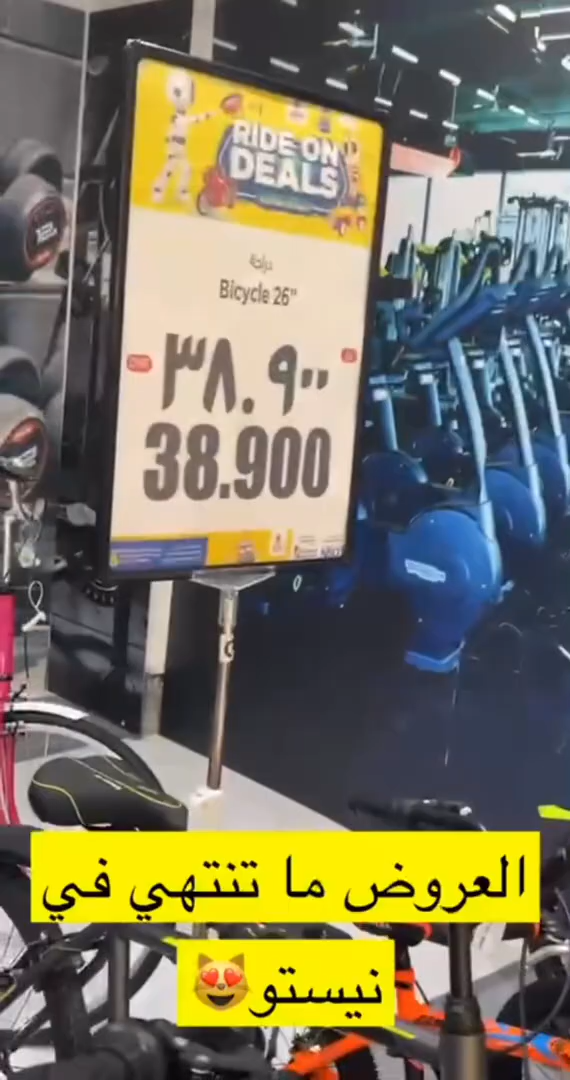 RIDE ON
DEALS
دراجة
Bicycle 26"
٣٨.٩٠٠
38.900
العروض ما تنتهي في
نيستو😻